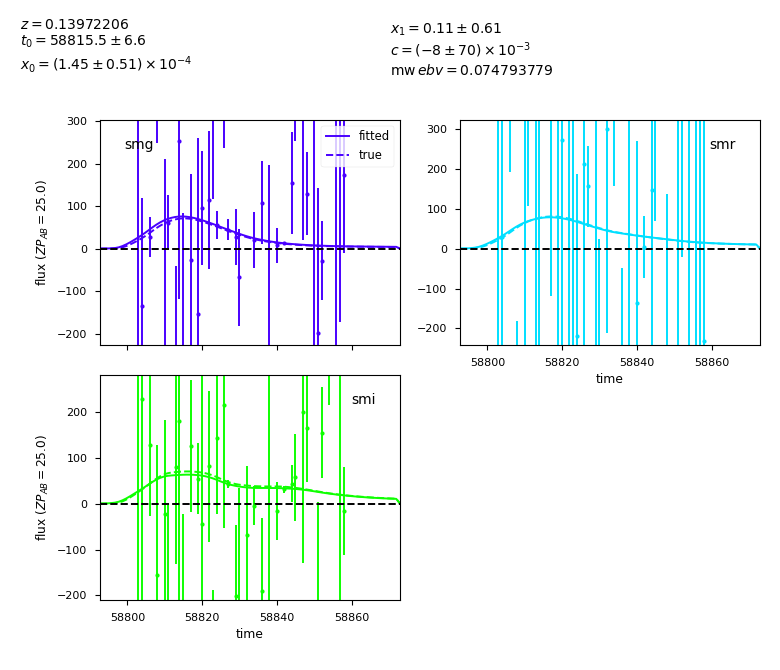 z = 0.13972206
t₀ = 58815.5 ± 6.6
x₀ = (1.45 ± 0.51) × 10⁻⁴
x₁ = 0.11 ± 0.61
c = (−8 ± 70) × 10⁻³
mw ebv = 0.074793779
smg
fitted
true
300
200
100
0
−100
−200
flux (ZP_AB = 25.0)
smr
300
200
100
0
−100
−200
58800 58820 58840 58860
time
smi
200
100
0
−100
−200
flux (ZP_AB = 25.0)
58800 58820 58840 58860
time